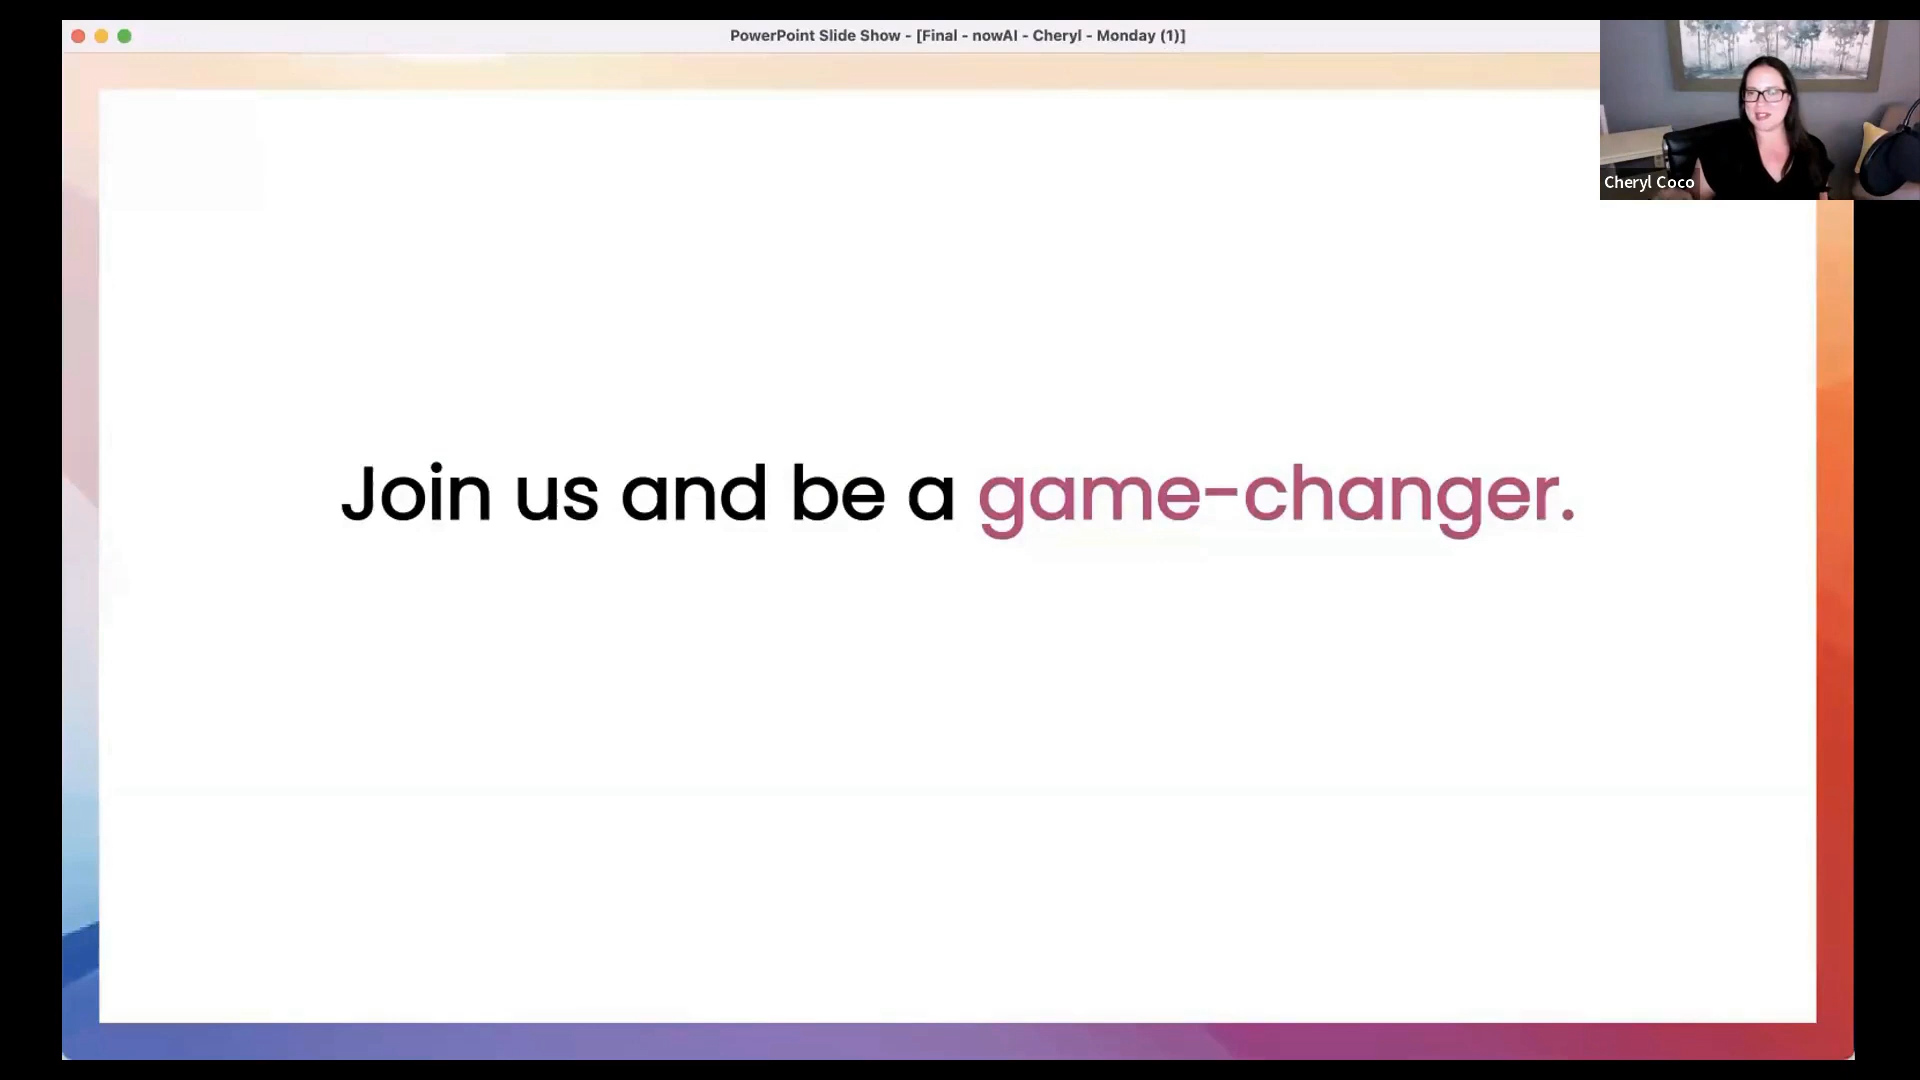 PowerPoint Slide Show - [Final - nowAI - Cheryl - Monday (1)]
Cheryl Coco
Join us and be a game-changer.